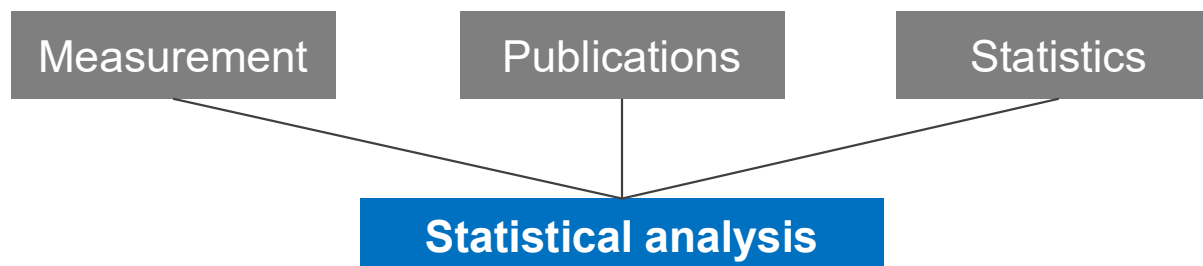 Measurement
Publications
Statistics
Statistical analysis